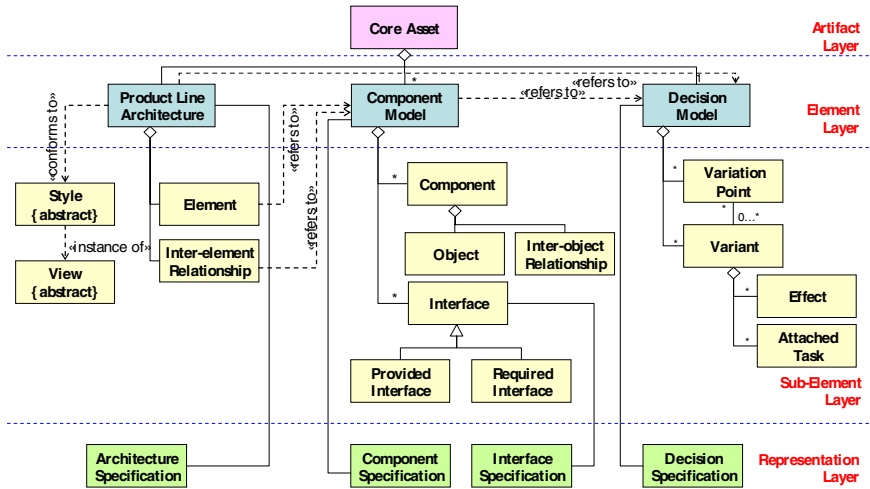 Core Asset
Artifact
Layer
«refers to»
Product Line
Architecture
*
Component
Model
«refers to»
Decision
Model
Element
Layer
«conforms to»
«refers to»
«refers to»
Style
{ abstract}
Element
*
Component
*
Variation
Point
*
0...*
«instance of»
Inter-element
Relationship
Object
Inter-object
Relationship
*
Variant
View
{ abstract}
*
Interface
*
Effect
*
Attached
Task
Provided
Interface
Required
Interface
Sub-Element
Layer
Architecture
Specification
Component
Specification
Interface
Specification
Decision
Specification
Representation
Layer